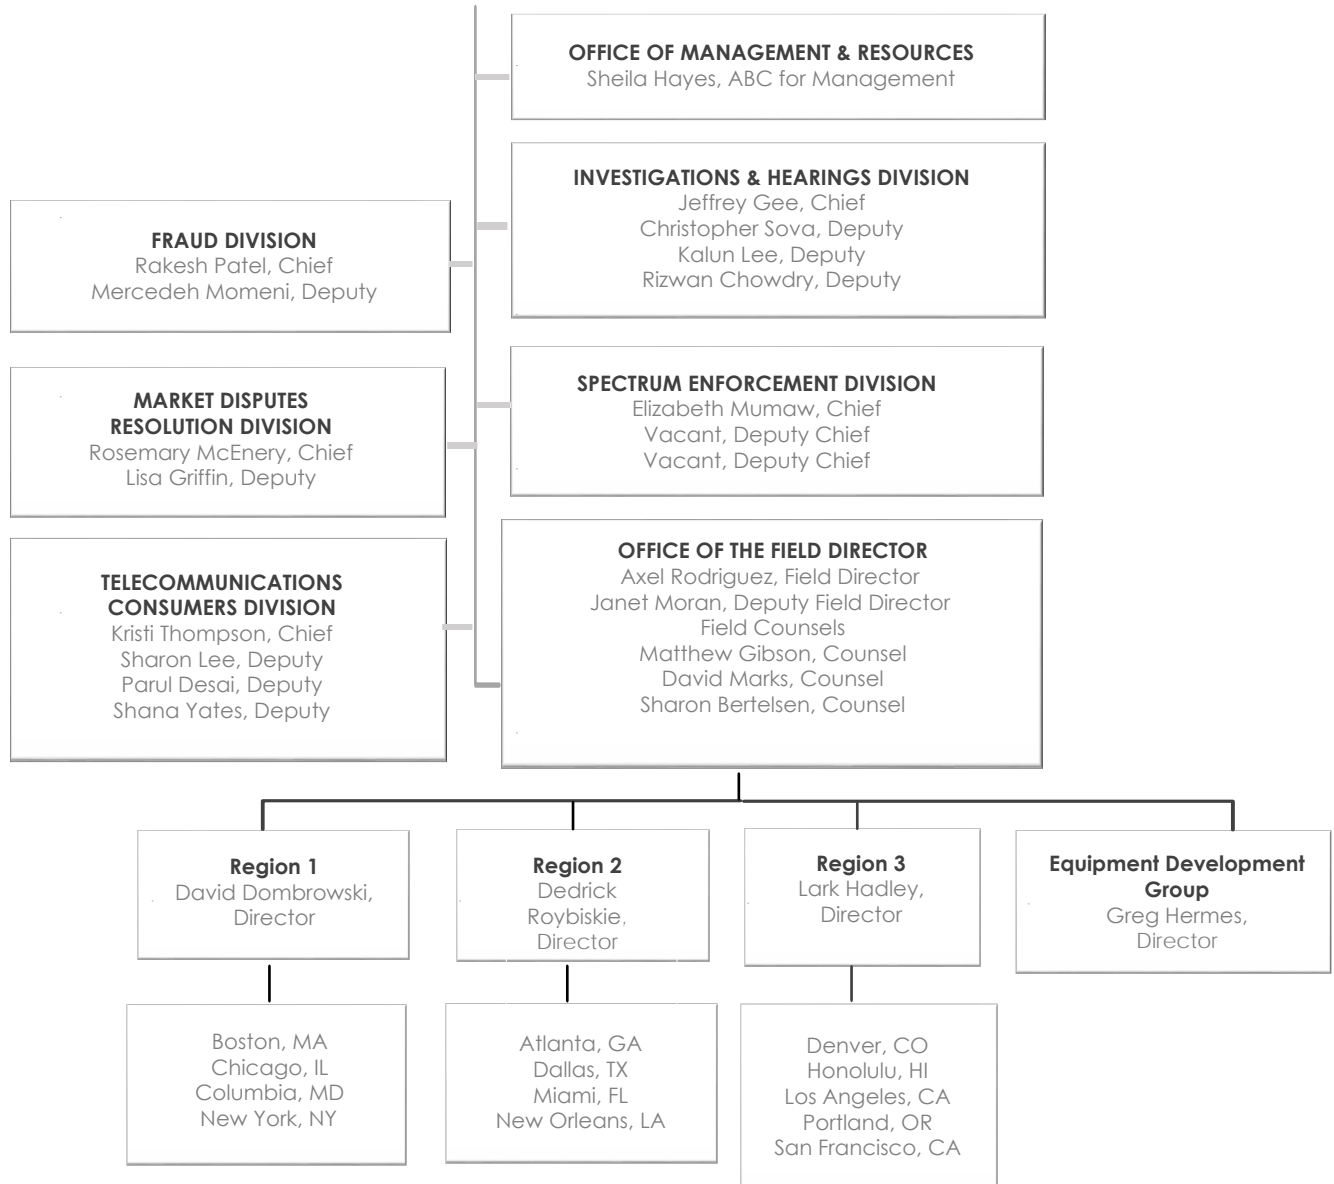 OFFICE OF MANAGEMENT & RESOURCES
Sheila Hayes, ABC for Management
INVESTIGATIONS & HEARINGS DIVISION
Jeffrey Gee, Chief
Christopher Sova, Deputy
Kalun Lee, Deputy
Rizwan Chowdry, Deputy
FRAUD DIVISION
Rakesh Patel, Chief
Mercedeh Momeni, Deputy
SPECTRUM ENFORCEMENT DIVISION
Elizabeth Mumaw, Chief
Vacant, Deputy Chief
Vacant, Deputy Chief
MARKET DISPUTES
RESOLUTION DIVISION
Rosemary McEnery, Chief
Lisa Griffin, Deputy
OFFICE OF THE FIELD DIRECTOR
Axel Rodriguez, Field Director
Janet Moran, Deputy Field Director
Field Counsels
Matthew Gibson, Counsel
David Marks, Counsel
Sharon Bertelsen, Counsel
TELECOMMUNICATIONS
CONSUMERS DIVISION
Kristi Thompson, Chief
Sharon Lee, Deputy
Parul Desai, Deputy
Shana Yates, Deputy
Region 1
David Dombrowski,
Director
Region 2
Dedrick
Roybiskie,
Director
Region 3
Lark Hadley,
Director
Equipment Development
Group
Greg Hermes,
Director
Boston, MA
Chicago, IL
Columbia, MD
New York, NY
Atlanta, GA
Dallas, TX
Miami, FL
New Orleans, LA
Denver, CO
Honolulu, HI
Los Angeles, CA
Portland, OR
San Francisco, CA